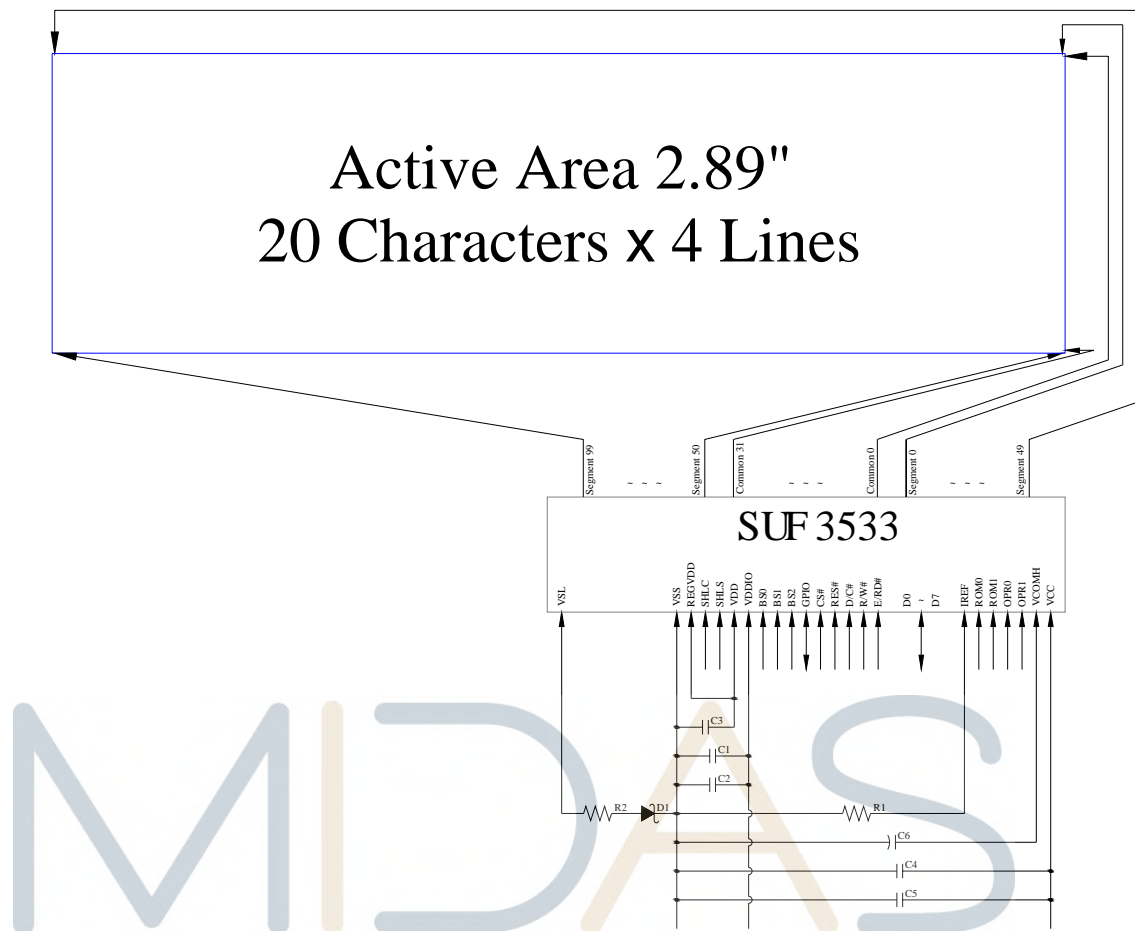 Active Area 2.89"
20 Characters x 4 Lines
Segment 99
~ ~ ~
Segment 50
Common 31
~ ~ ~
Common 0
Segment 0
~ ~ ~
Segment 49
SUF3533
VSL
VSS
REGVDD
SHLC
SHLS
VDD
VDDIO
BS0
BS1
BS2
GPIO
CS#
RES#
D/C#
R/W#
E/RD#
D0
~
D7
IREF
ROM0
ROM1
OPR0
OPR1
VCOMH
VCC
C3
C1
C2
R2
D1
R1
C6
C4
C5
MIDAS